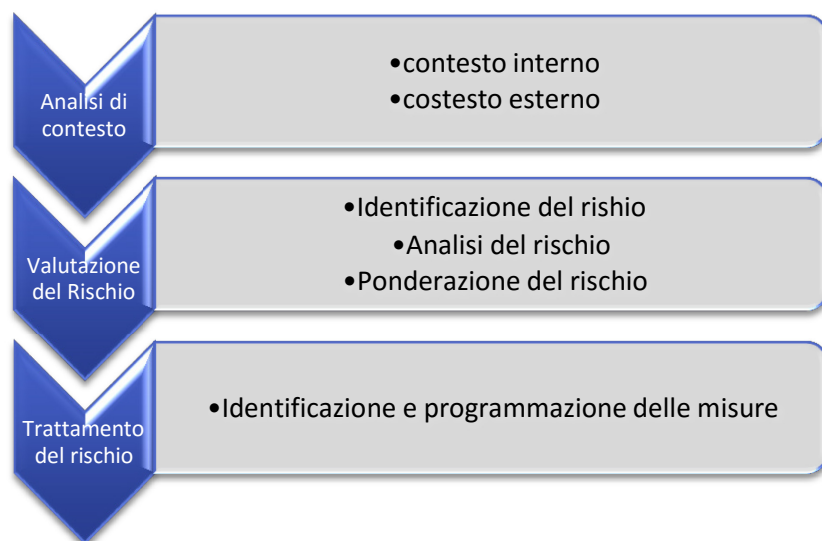 Analisi di
contesto
•contesto interno
•costesto esterno
Valutazione
del Rischio
•Identificazione del rishio
•Analisi del rischio
•Ponderazione del rischio
Trattamento
del rischio
•Identificazione e programmazione delle misure